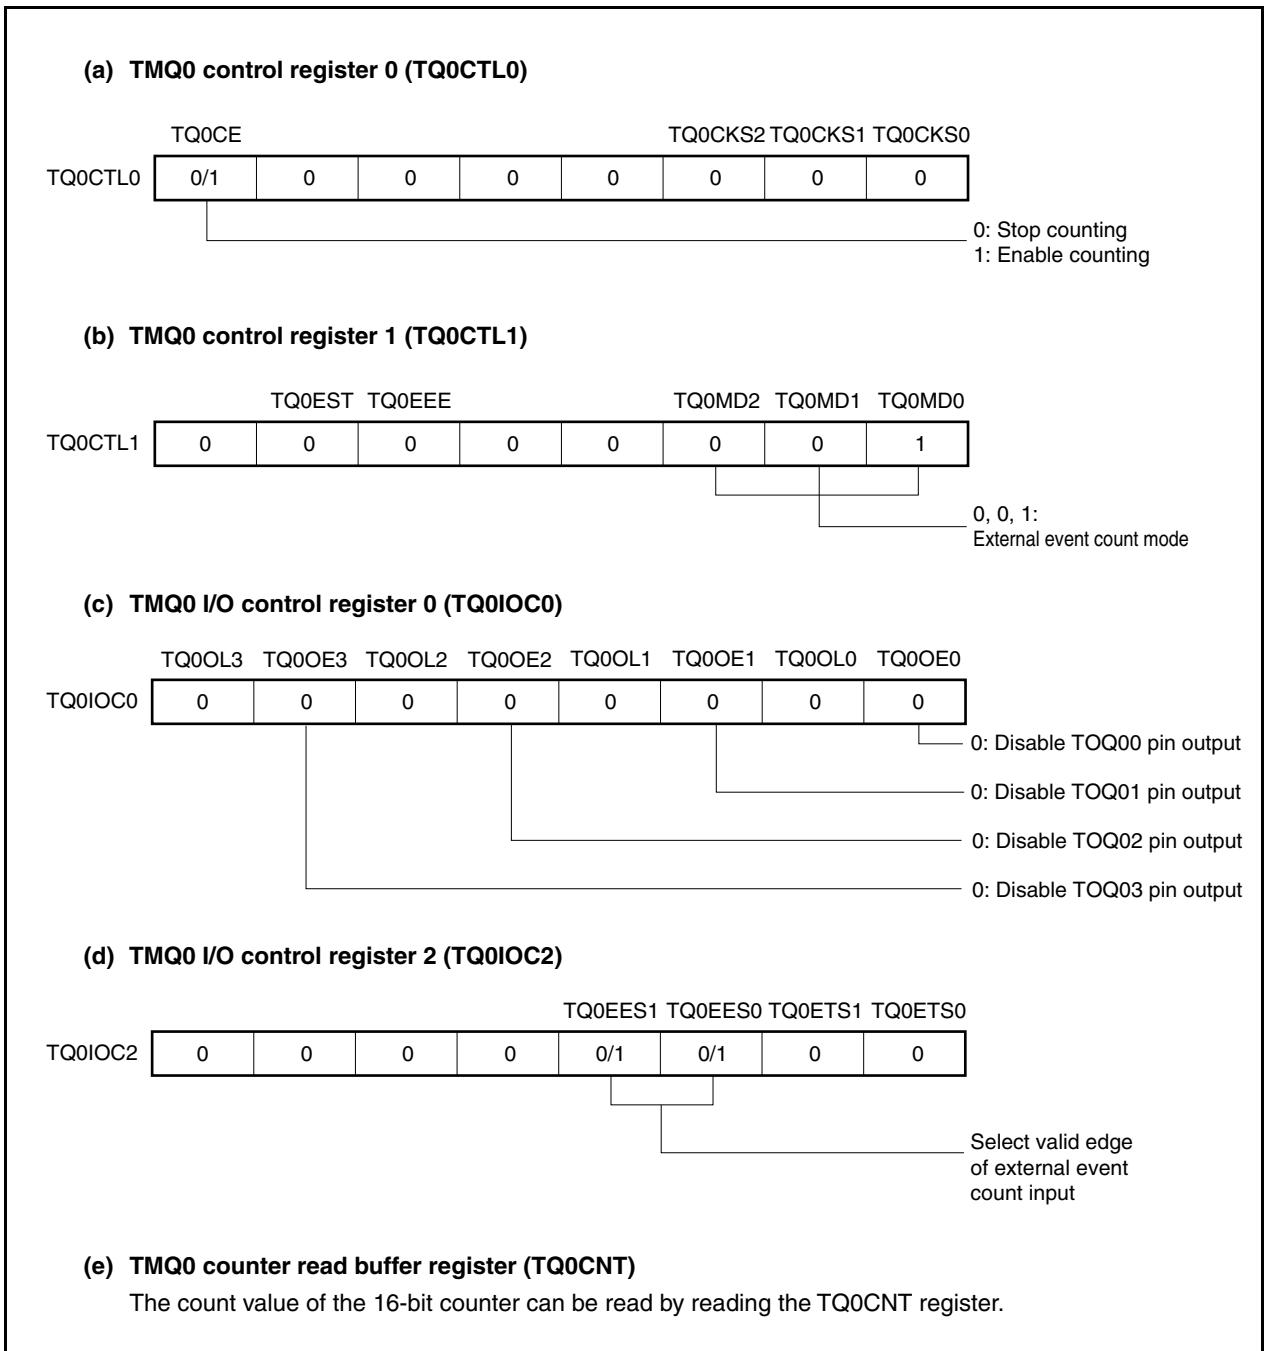 (a) TMQ0 control register 0 (TQ0CTL0)
TQ0CE TQ0CKS2 TQ0CKS1 TQ0CKS0
TQ0CTL0 0/1 0 0 0 0 0 0 0
0: Stop counting
1: Enable counting
(b) TMQ0 control register 1 (TQ0CTL1)
TQ0EST TQ0EEE TQ0MD2 TQ0MD1 TQ0MD0
TQ0CTL1 0 0 0 0 0 0 0 1
0, 0, 1:
External event count mode
(c) TMQ0 I/O control register 0 (TQ0IOC0)
TQ0OL3 TQ0OE3 TQ0OL2 TQ0OE2 TQ0OL1 TQ0OE1 TQ0OL0 TQ0OE0
TQ0IOC0 0 0 0 0 0 0 0 0
0: Disable TOQ00 pin output
0: Disable TOQ01 pin output
0: Disable TOQ02 pin output
0: Disable TOQ03 pin output
(d) TMQ0 I/O control register 2 (TQ0IOC2)
TQ0EES1 TQ0EES0 TQ0ETS1 TQ0ETS0
TQ0IOC2 0 0 0 0 0/1 0/1 0 0
Select valid edge
of external event
count input
(e) TMQ0 counter read buffer register (TQ0CNT)
The count value of the 16-bit counter can be read by reading the TQ0CNT register.